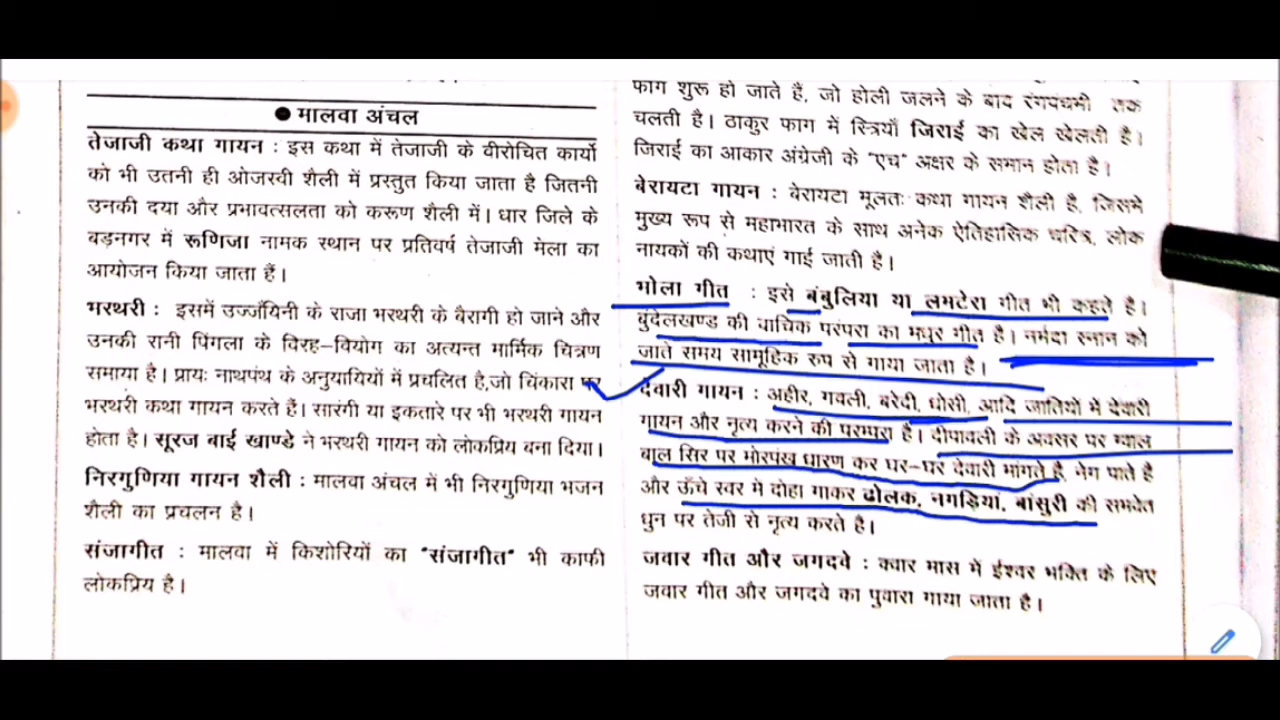 ● मालवा अंचल
तेजाजी कथा गायन : इस कथा में तेजाजी के वीरोचित कार्यो
को भी उतनी ही ओजस्वी शैली में प्रस्तुत किया जाता है जितनी
उनकी दया और प्रभावत्सलता को करूण शैली में। धार जिले के
बड़नगर में रूणिजा नामक स्थान पर प्रतिवर्ष तेजाजी मेला का
आयोजन किया जाता हैं।
भरथरी : इसमें उज्जैयिनी के राजा भरथरी के बैरागी हो जाने और
उनकी रानी पिंगला के विरह-वियोग का अत्यन्त मार्मिक चित्रण
समाया है। प्रायः नाथपंथ के अनुयायियों में प्रचलित है,जो चिंकारा पर
भरथरी कथा गायन करते हैं। सारंगी या इकतारे पर भी भरथरी गायन
होता है। सूरज बाई खाण्डे ने भरथरी गायन को लोकप्रिय बना दिया।
निरगुणिया गायन शैली : मालवा अंचल में भी निरगुणिया भजन
शैली का प्रचलन है।
संजागीत : मालवा में किशोरियों का "संजागीत" भी काफी
लोकप्रिय है।
फाग शुरू हो जाते है, जो होली जलने के बाद रंगपंचमी तक
चलती है। ठाकुर फाग में स्त्रियाँ जिराई का खेल खेलती है।
जिराई का आकार अंग्रेजी के "एच" अक्षर के समान होता है।
बेरायटा गायन : बेरायटा मूलतः कथा गायन शैली है, जिसमें
मुख्य रूप से महाभारत के साथ अनेक ऐतिहासिक चरित्र, लोक
नायकों की कथाएं गाई जाती है।
भोला गीत : इसे बंबुलिया या लमटेरा गीत भी कहते है।
बुंदेलखण्ड की वाचिक परंपरा का मधुर गीत है। नर्मदा स्नान को
जाते समय सामूहिक रुप से गाया जाता है।
देवारी गायन : अहीर, गवली, बरेदी, धोसी, आदि जातियों में देवारी
गायन और नृत्य करने की परम्परा है। दीपावली के अवसर पर ग्वाल
बाल सिर पर मोरपंख धारण कर घर-घर देवारी मांगते है, नेग पाते है
और ऊँचे स्वर में दोहा गाकर ढोलक, नगड़ियां, बांसुरी की समवेत
धुन पर तेजी से नृत्य करते है।
जवार गीत और जगदवे : क्वार मास में ईश्वर भक्ति के लिए
जवार गीत और जगदवे का पुवारा गाया जाता है।